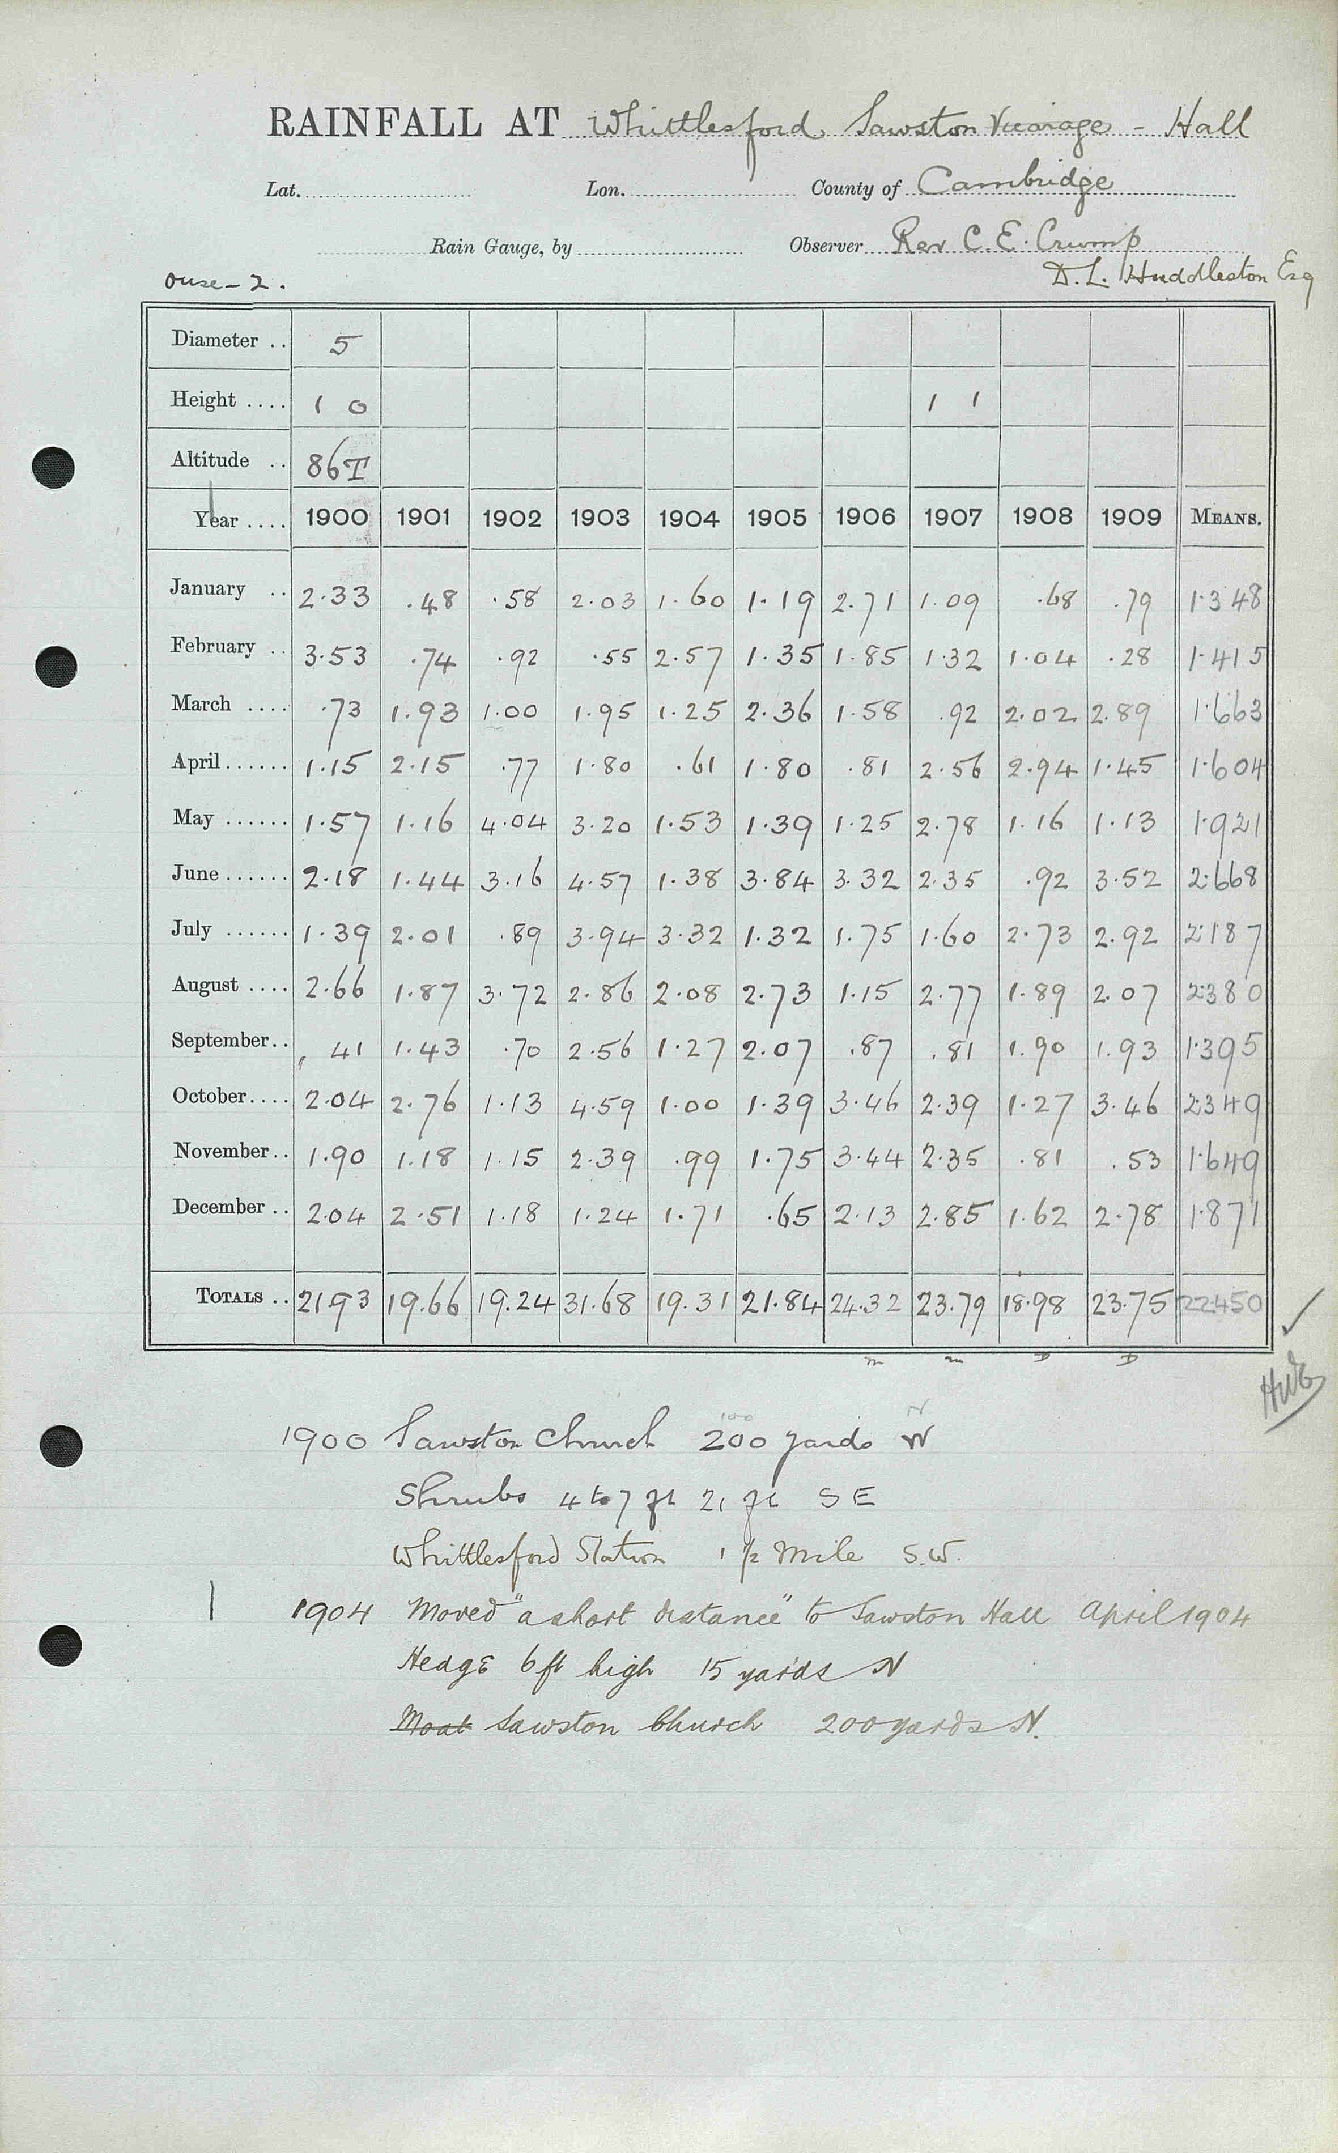 RAINFALL AT Whittlesford Sawston Vicarage - Hall
Lat. Lon. County of Cambridge
Rain Gauge, by Observer Rev C. E. Crump
Ouse - 2. D. L. Huddleston Esq
Diameter .. 5
Height .... 1 0 1 1
Altitude .. 86T
Year .... 1900 1901 1902 1903 1904 1905 1906 1907 1908 1909 MEANS.
January .. 2.33 .48 .58 2.03 1.60 1.19 2.71 1.09 .68 .79 1.348
February .. 3.53 .74 .92 .55 2.57 1.35 1.85 1.32 1.04 .28 1.415
March .... .73 1.93 1.00 1.95 1.25 2.36 1.58 .92 2.02 2.89 1.663
April ...... 1.15 2.15 .77 1.80 .61 1.80 .81 2.56 2.94 1.45 1.604
May ...... 1.57 1.16 4.04 3.20 1.53 1.39 1.25 2.78 1.16 1.13 1.921
June ...... 2.18 1.44 3.16 4.57 1.38 3.84 3.32 2.35 .92 3.52 2.668
July ...... 1.39 2.01 .89 3.94 3.32 1.32 1.75 1.60 2.73 2.92 2.187
August .... 2.66 1.87 3.72 2.86 2.08 2.73 1.15 2.77 1.89 2.07 2.380
September .. .41 1.43 .70 2.56 1.27 2.07 .87 .81 1.90 1.93 1.395
October .... 2.04 2.76 1.13 4.59 1.00 1.39 3.46 2.39 1.27 3.46 2.349
November .. 1.90 1.18 1.15 2.39 .99 1.75 3.44 2.35 .81 .53 1.649
December .. 2.04 2.51 1.18 1.24 1.71 .65 2.13 2.85 1.62 2.78 1.871
TOTALS .. 21.93 19.66 19.24 31.68 19.31 21.84 24.32 23.79 18.98 23.75 22.450
m m D D
100 N
1900 Sawston Church 200 yards W
Shrubs 4 to 7 ft 21 ft S E
Whittlesford Station 1 1/2 Mile S.W.
1904 Moved "a short distance" to Sawston Hall April 1904
Hedge 6 ft high 15 yards N
Moat Sawston Church 200 yards N.